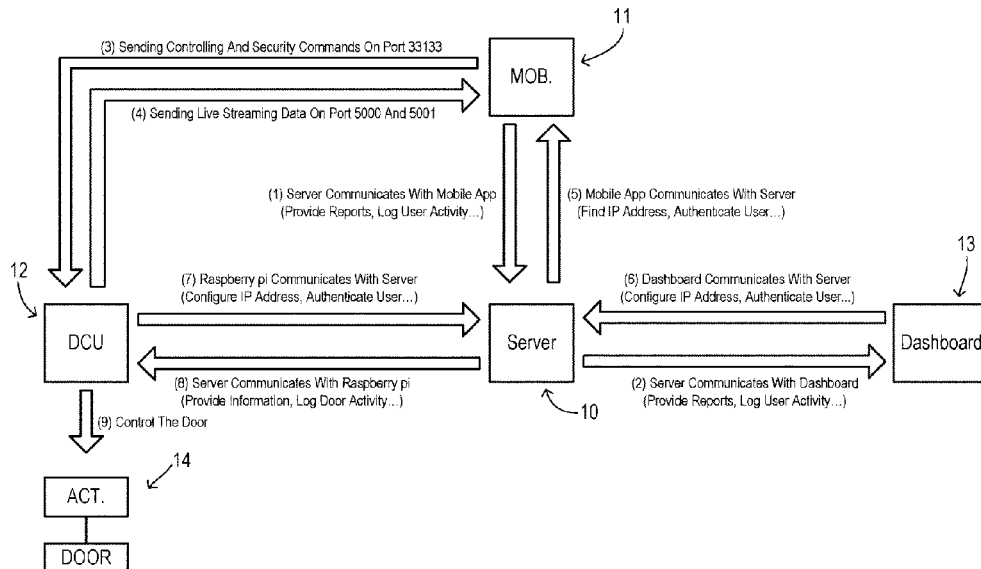 11
(3) Sending Controlling And Security Commands On Port 33133
MOB.
(4) Sending Live Streaming Data On Port 5000 And 5001
(1) Server Communicates With Mobile App
(Provide Reports, Log User Activity...)
(5) Mobile App Communicates With Server
(Find IP Address, Authenticate User...)
12
13
(7) Raspberry pi Communicates With Server
(Configure IP Address, Authenticate User...)
(6) Dashboard Communicates With Server
(Configure IP Address, Authenticate User...)
DCU
Server
Dashboard
(8) Server Communicates With Raspberry pi
(Provide Information, Log Door Activity...)
(2) Server Communicates With Dashboard
(Provide Reports, Log User Activity...)
10
(9) Control The Door
14
ACT.
DOOR